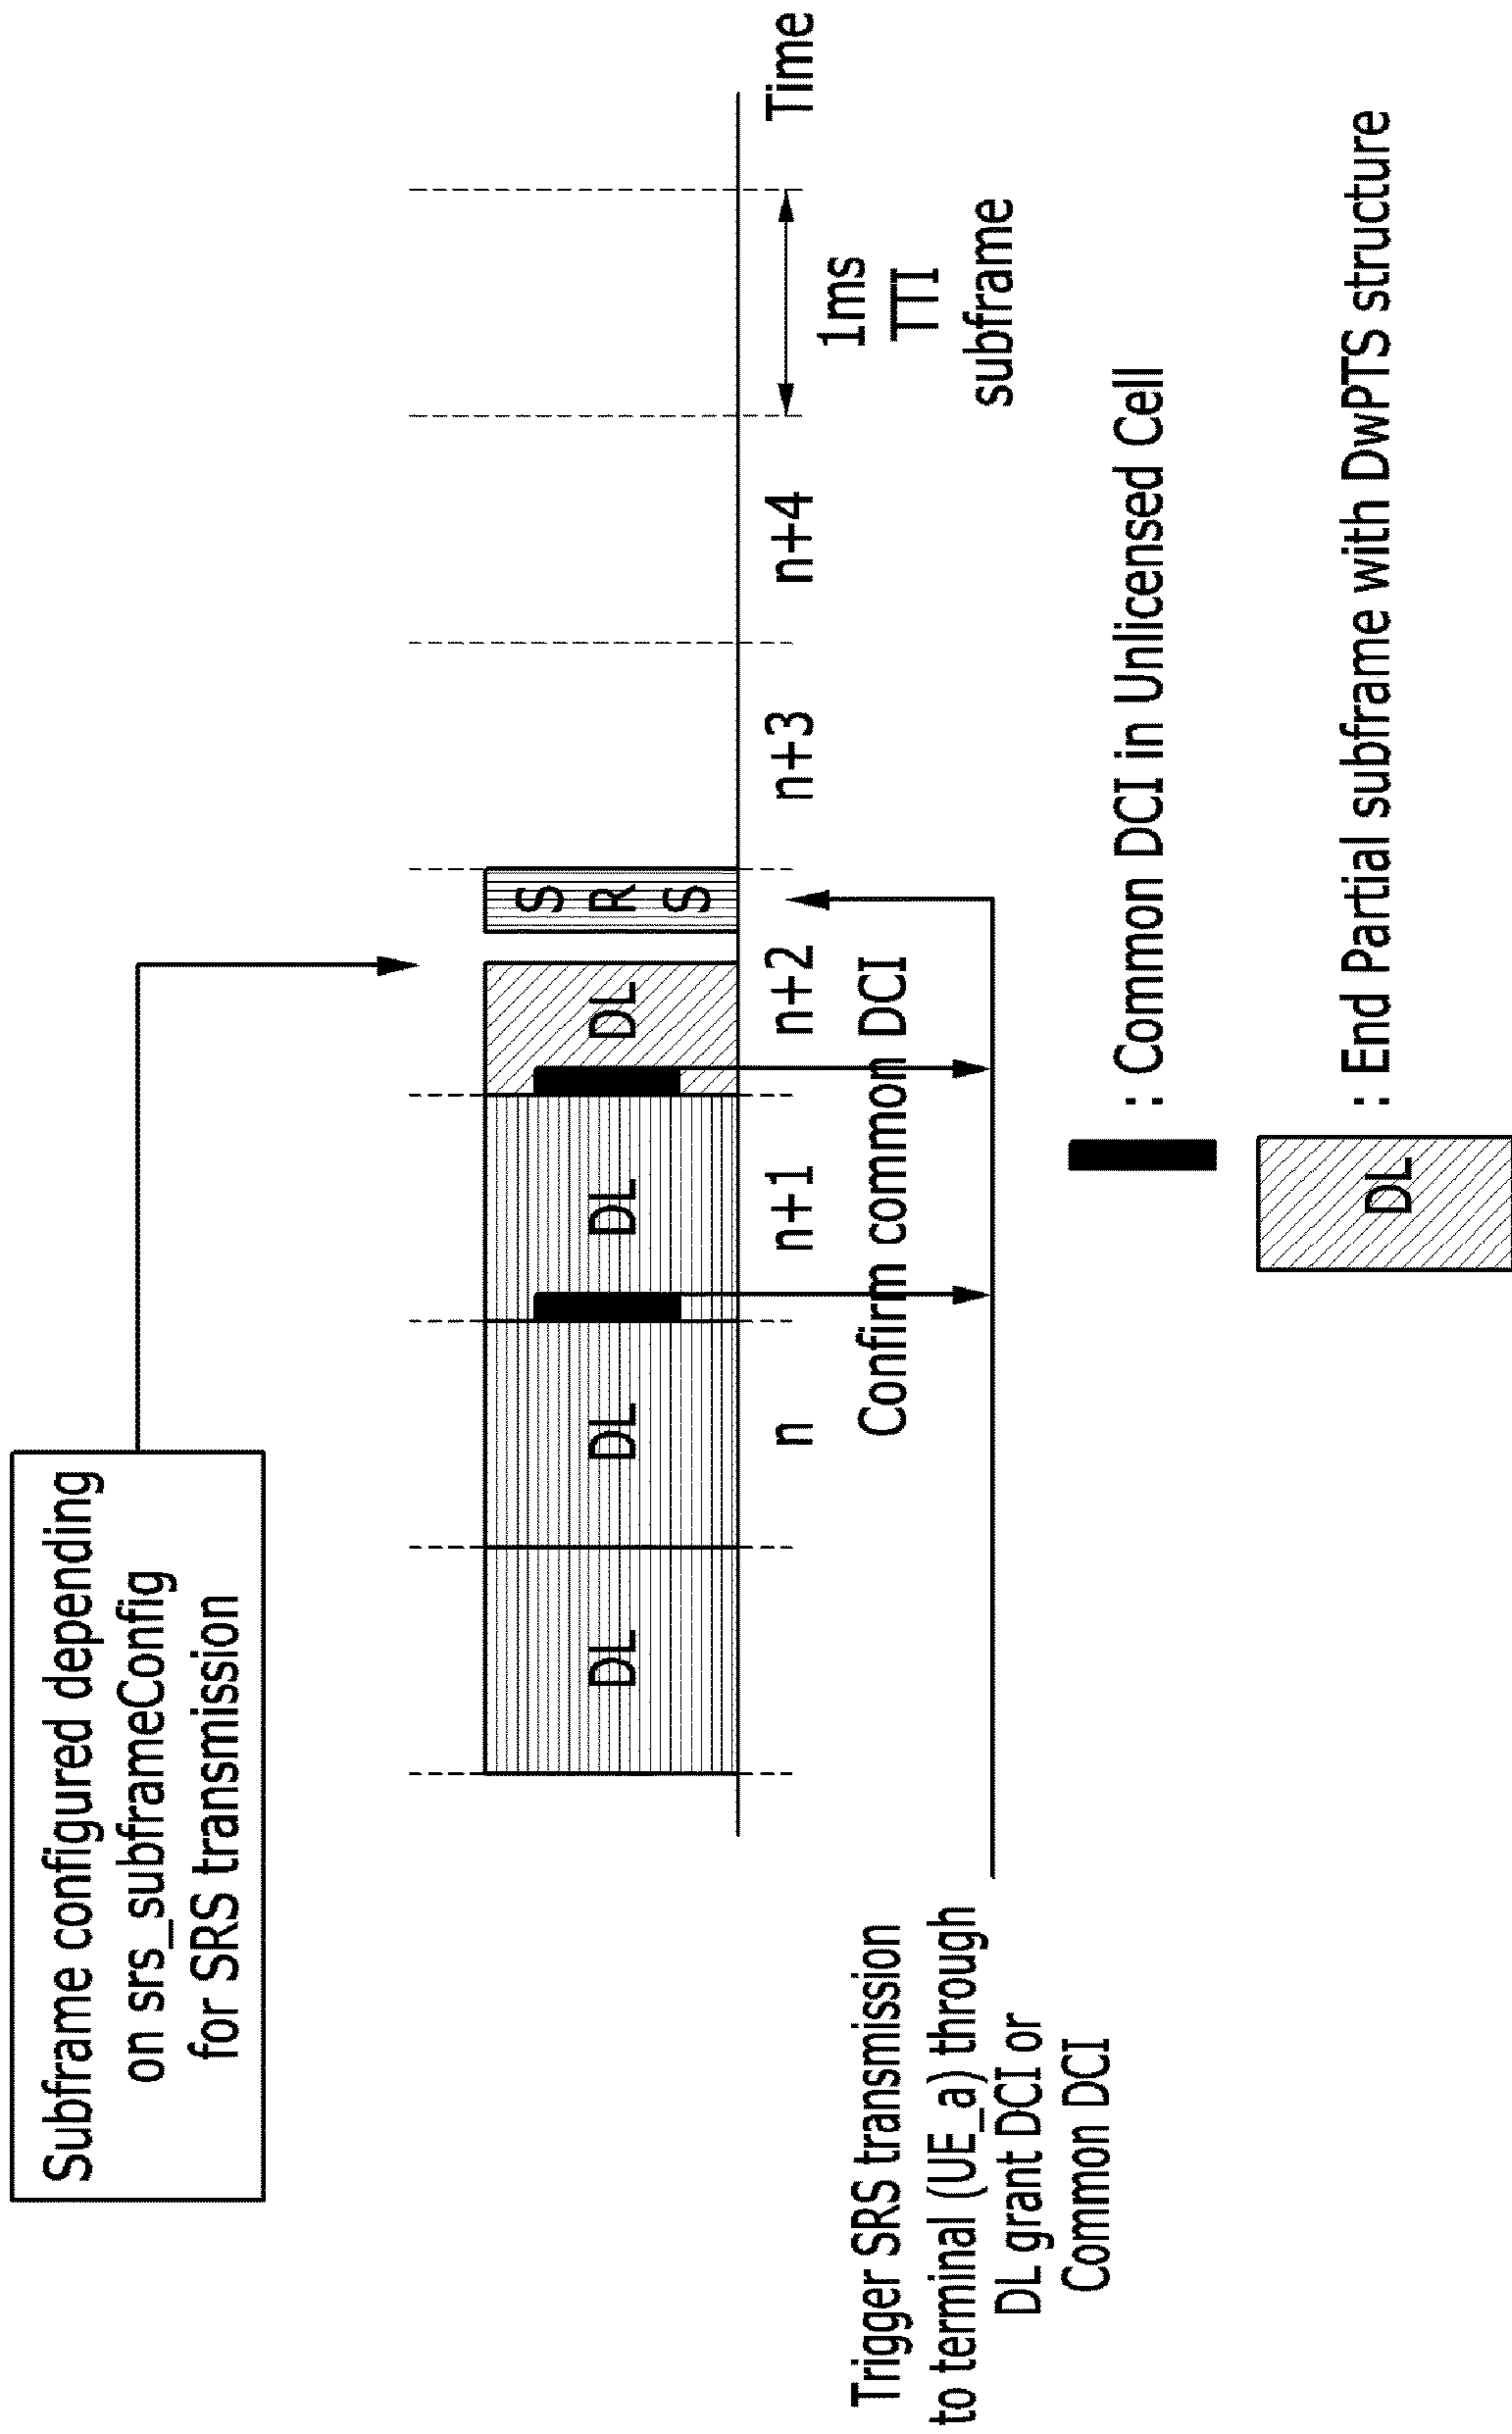 Subframe configured depending
on srs_subframeConfig
for SRS transmission
DL
DL
DL
DL
S
R
S
n
n+1
n+2
n+3
n+4
Time
1ms
TTI
subframe
Confirm common DCI
Trigger SRS transmission
to terminal (UE_a) through
DL grant DCI or
Common DCI
: Common DCI in Unlicensed Cell
DL
: End Partial subframe with DwPTS structure